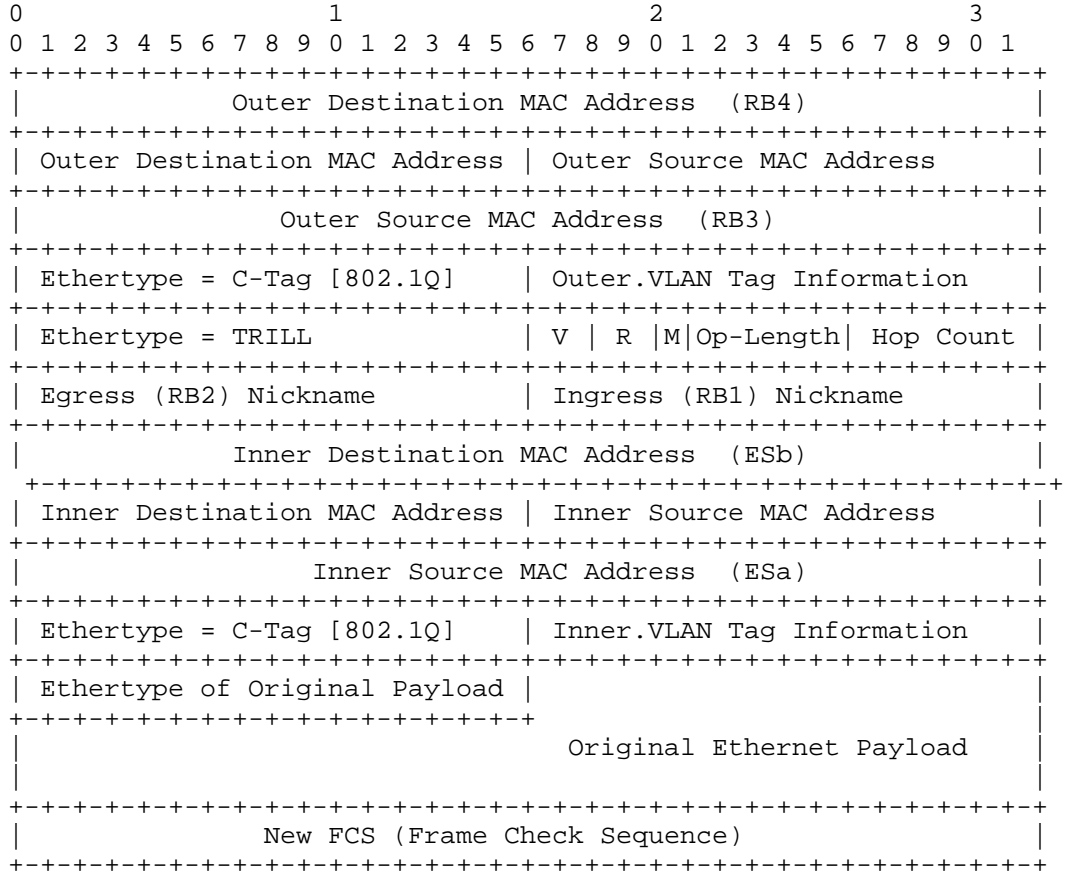 0                   1                   2                   3
0 1 2 3 4 5 6 7 8 9 0 1 2 3 4 5 6 7 8 9 0 1 2 3 4 5 6 7 8 9 0 1
+-+-+-+-+-+-+-+-+-+-+-+-+-+-+-+-+-+-+-+-+-+-+-+-+-+-+-+-+-+-+-+-+
|             Outer Destination MAC Address  (RB4)              |
+-+-+-+-+-+-+-+-+-+-+-+-+-+-+-+-+-+-+-+-+-+-+-+-+-+-+-+-+-+-+-+-+
| Outer Destination MAC Address | Outer Source MAC Address      |
+-+-+-+-+-+-+-+-+-+-+-+-+-+-+-+-+-+-+-+-+-+-+-+-+-+-+-+-+-+-+-+-+
|                Outer Source MAC Address  (RB3)                |
+-+-+-+-+-+-+-+-+-+-+-+-+-+-+-+-+-+-+-+-+-+-+-+-+-+-+-+-+-+-+-+-+
| Ethertype = C-Tag [802.1Q]    | Outer.VLAN Tag Information    |
+-+-+-+-+-+-+-+-+-+-+-+-+-+-+-+-+-+-+-+-+-+-+-+-+-+-+-+-+-+-+-+-+
| Ethertype = TRILL             | V | R |M|Op-Length| Hop Count |
+-+-+-+-+-+-+-+-+-+-+-+-+-+-+-+-+-+-+-+-+-+-+-+-+-+-+-+-+-+-+-+-+
| Egress (RB2) Nickname         | Ingress (RB1) Nickname        |
+-+-+-+-+-+-+-+-+-+-+-+-+-+-+-+-+-+-+-+-+-+-+-+-+-+-+-+-+-+-+-+-+
|             Inner Destination MAC Address  (ESb)              |
 +-+-+-+-+-+-+-+-+-+-+-+-+-+-+-+-+-+-+-+-+-+-+-+-+-+-+-+-+-+-+-+-+
| Inner Destination MAC Address | Inner Source MAC Address      |
+-+-+-+-+-+-+-+-+-+-+-+-+-+-+-+-+-+-+-+-+-+-+-+-+-+-+-+-+-+-+-+-+
|                  Inner Source MAC Address  (ESa)              |
+-+-+-+-+-+-+-+-+-+-+-+-+-+-+-+-+-+-+-+-+-+-+-+-+-+-+-+-+-+-+-+-+
| Ethertype = C-Tag [802.1Q]    | Inner.VLAN Tag Information    |
+-+-+-+-+-+-+-+-+-+-+-+-+-+-+-+-+-+-+-+-+-+-+-+-+-+-+-+-+-+-+-+-+
| Ethertype of Original Payload |                               |
+-+-+-+-+-+-+-+-+-+-+-+-+-+-+-+-+                               |
|                                  Original Ethernet Payload    |
|                                                               |
+-+-+-+-+-+-+-+-+-+-+-+-+-+-+-+-+-+-+-+-+-+-+-+-+-+-+-+-+-+-+-+-+
|               New FCS (Frame Check Sequence)                  |
+-+-+-+-+-+-+-+-+-+-+-+-+-+-+-+-+-+-+-+-+-+-+-+-+-+-+-+-+-+-+-+-+